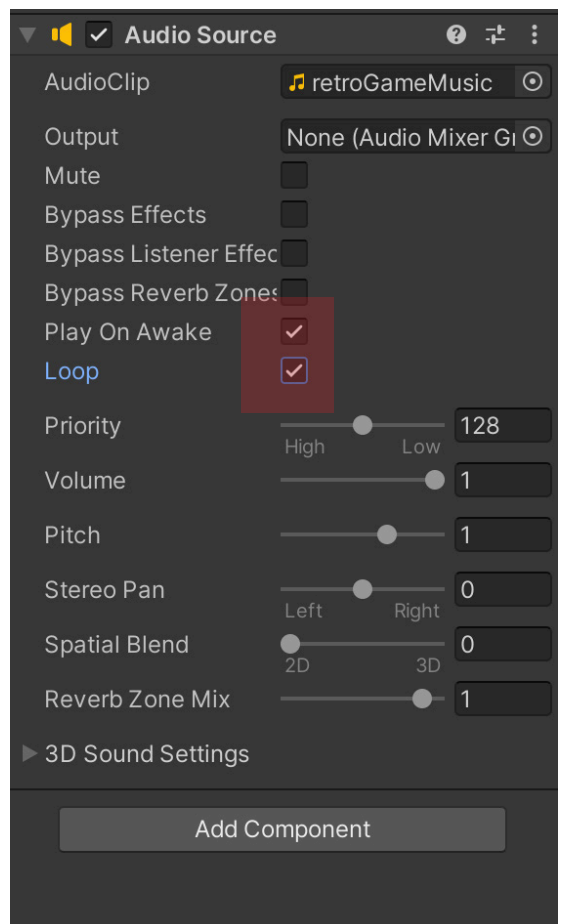 Audio Source
AudioClip retroGameMusic
Output None (Audio Mixer Gr
Mute
Bypass Effects
Bypass Listener Effec
Bypass Reverb Zones
Play On Awake
Loop
Priority 128
High Low
Volume 1
Pitch 1
Stereo Pan 0
Left Right
Spatial Blend 0
2D 3D
Reverb Zone Mix 1
3D Sound Settings
Add Component